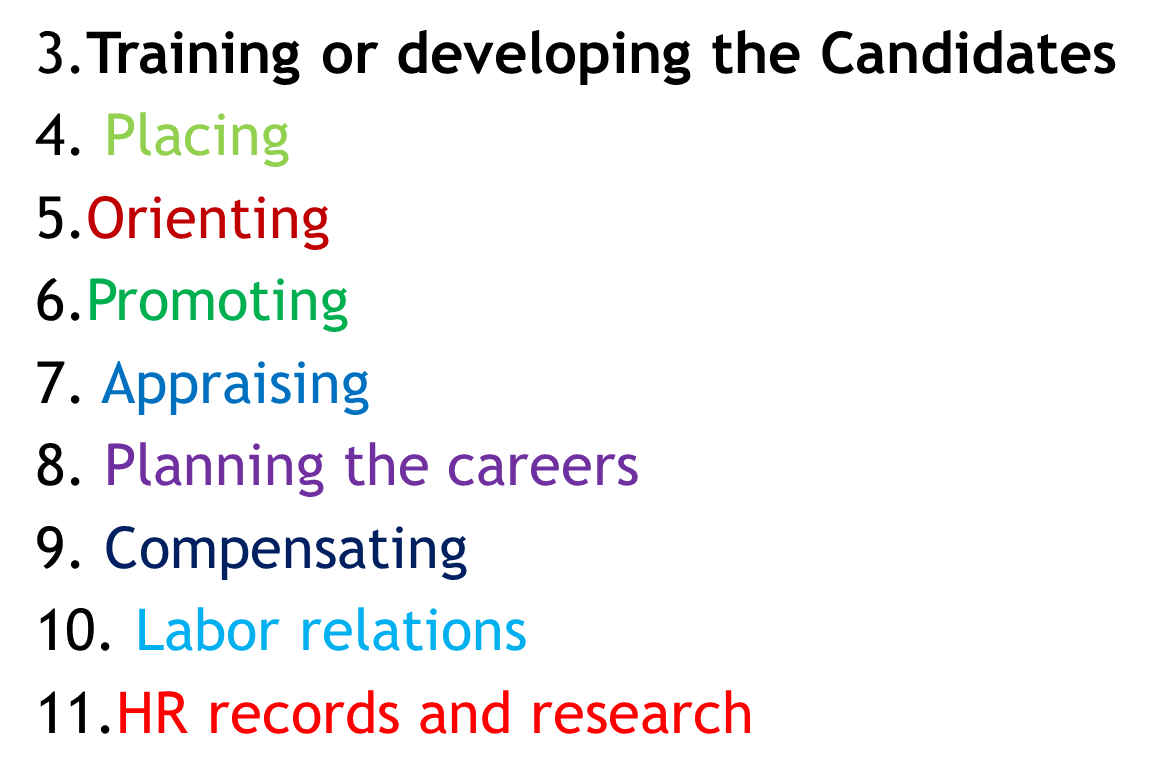 3.Training or developing the Candidates
4. Placing
5.Orienting
6.Promoting
7. Appraising
8. Planning the careers
9. Compensating
10. Labor relations
11.HR records and research